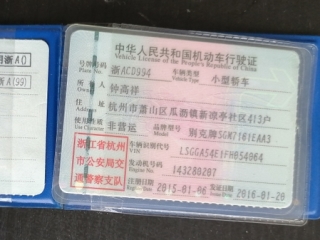 中华人民共和国机动车行驶证
Vehicle License of the People's Republic of China
号牌号码 浙ACD994 车辆类型 小型轿车
Plate No. Vehicle Type
所有人 钟高祥
Owner
住址 杭州市萧山区瓜沥镇新凉亭社区413户
Address
使用性质 非营运 品牌型号 别克牌SGM7161EAA3
Use Character Model
浙江省杭州
市公安局交
通警察支队
车辆识别代号 LSGGA54E1FH054064
VIN
发动机号码 143280207
Engine No.
注册日期 2015-01-06 发证日期 2016-01-20
Register Date Issue Date